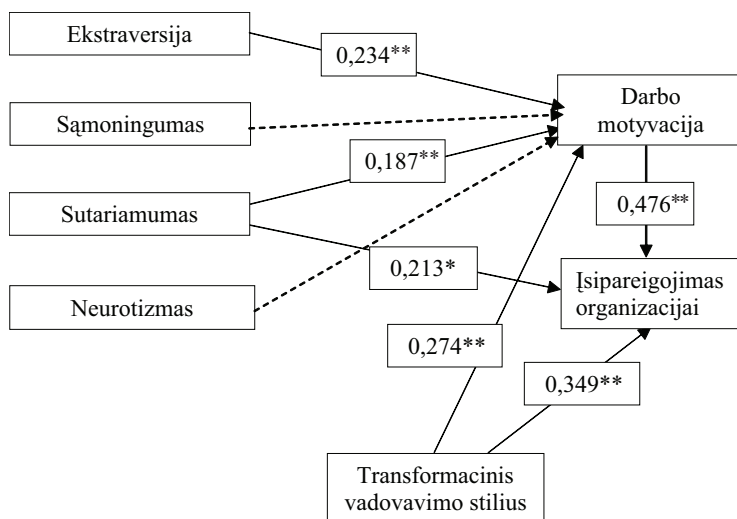 Ekstraversija
0,234**
Sąmoningumas
Darbo
motyvacija
0,187**
Sutariamumas
0,476**
0,213*
Įsipareigojimas
organizacijai
Neurotizmas
0,274**
0,349**
Transformacinis
vadovavimo stilius